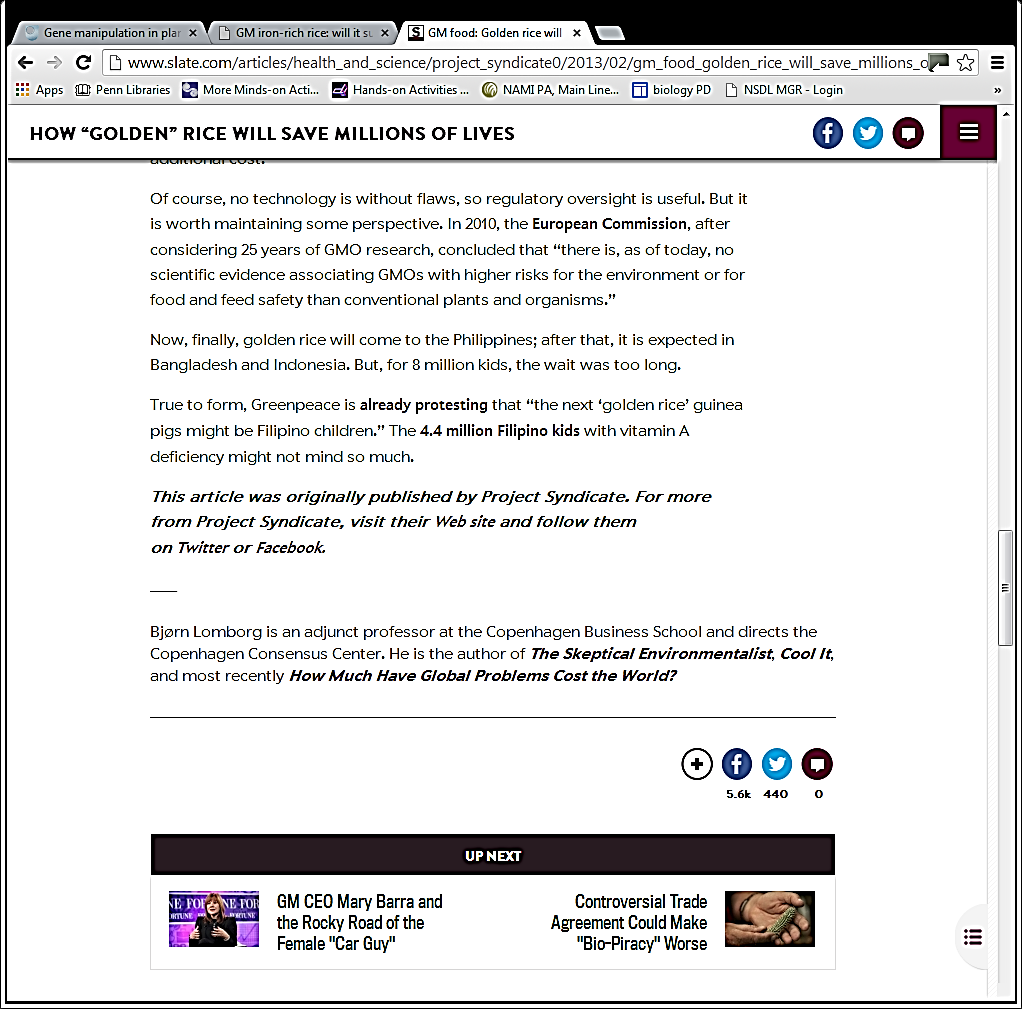 Gene manipulation in plar
GM iron-rich rice: will it su
GM food: Golden rice will
www.slate.com/articles/health_and_science/project_syndicate0/2013/02/gm_food_golden_rice_will_save_millions_o
Apps
Penn Libraries
More Minds-on Acti...
Hands-on Activities ...
NAMI PA, Main Line...
biology PD
NSDL MGR - Login
»
HOW “GOLDEN” RICE WILL SAVE MILLIONS OF LIVES
additional cost.
Of course, no technology is without flaws, so regulatory oversight is useful. But it
is worth maintaining some perspective. In 2010, the European Commission, after
considering 25 years of GMO research, concluded that “there is, as of today, no
scientific evidence associating GMOs with higher risks for the environment or for
food and feed safety than conventional plants and organisms.”
Now, finally, golden rice will come to the Philippines; after that, it is expected in
Bangladesh and Indonesia. But, for 8 million kids, the wait was too long.
True to form, Greenpeace is already protesting that “the next ‘golden rice’ guinea
pigs might be Filipino children.” The 4.4 million Filipino kids with vitamin A
deficiency might not mind so much.
This article was originally published by Project Syndicate. For more
from Project Syndicate, visit their Web site and follow them
on Twitter or Facebook.
Bjørn Lomborg is an adjunct professor at the Copenhagen Business School and directs the
Copenhagen Consensus Center. He is the author of The Skeptical Environmentalist, Cool It,
and most recently How Much Have Global Problems Cost the World?
5.6k 440 0
UP NEXT
GM CEO Mary Barra and
the Rocky Road of the
Female "Car Guy"
Controversial Trade
Agreement Could Make
"Bio-Piracy" Worse